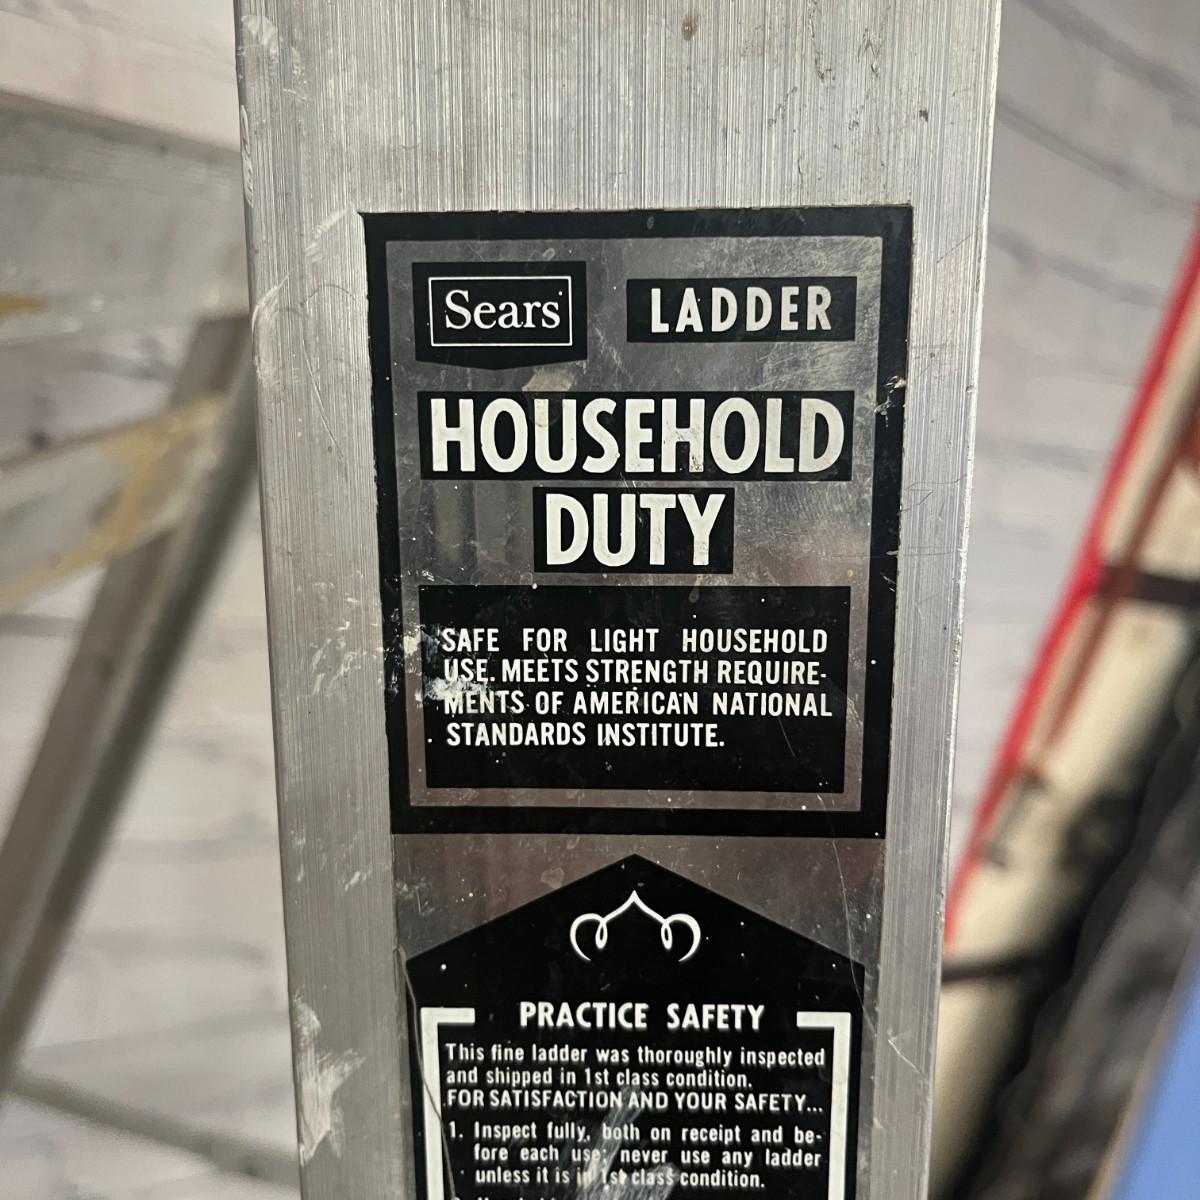 Sears
LADDER
HOUSEHOLD
DUTY
SAFE FOR LIGHT HOUSEHOLD
USE. MEETS STRENGTH REQUIRE-
MENTS OF AMERICAN NATIONAL
STANDARDS INSTITUTE.
PRACTICE SAFETY
This fine ladder was thoroughly inspected
and shipped in 1st class condition.
FOR SATISFACTION AND YOUR SAFETY...
1. Inspect fully, both on receipt and be-
fore each use; never use any ladder
unless it is in 1st class condition.